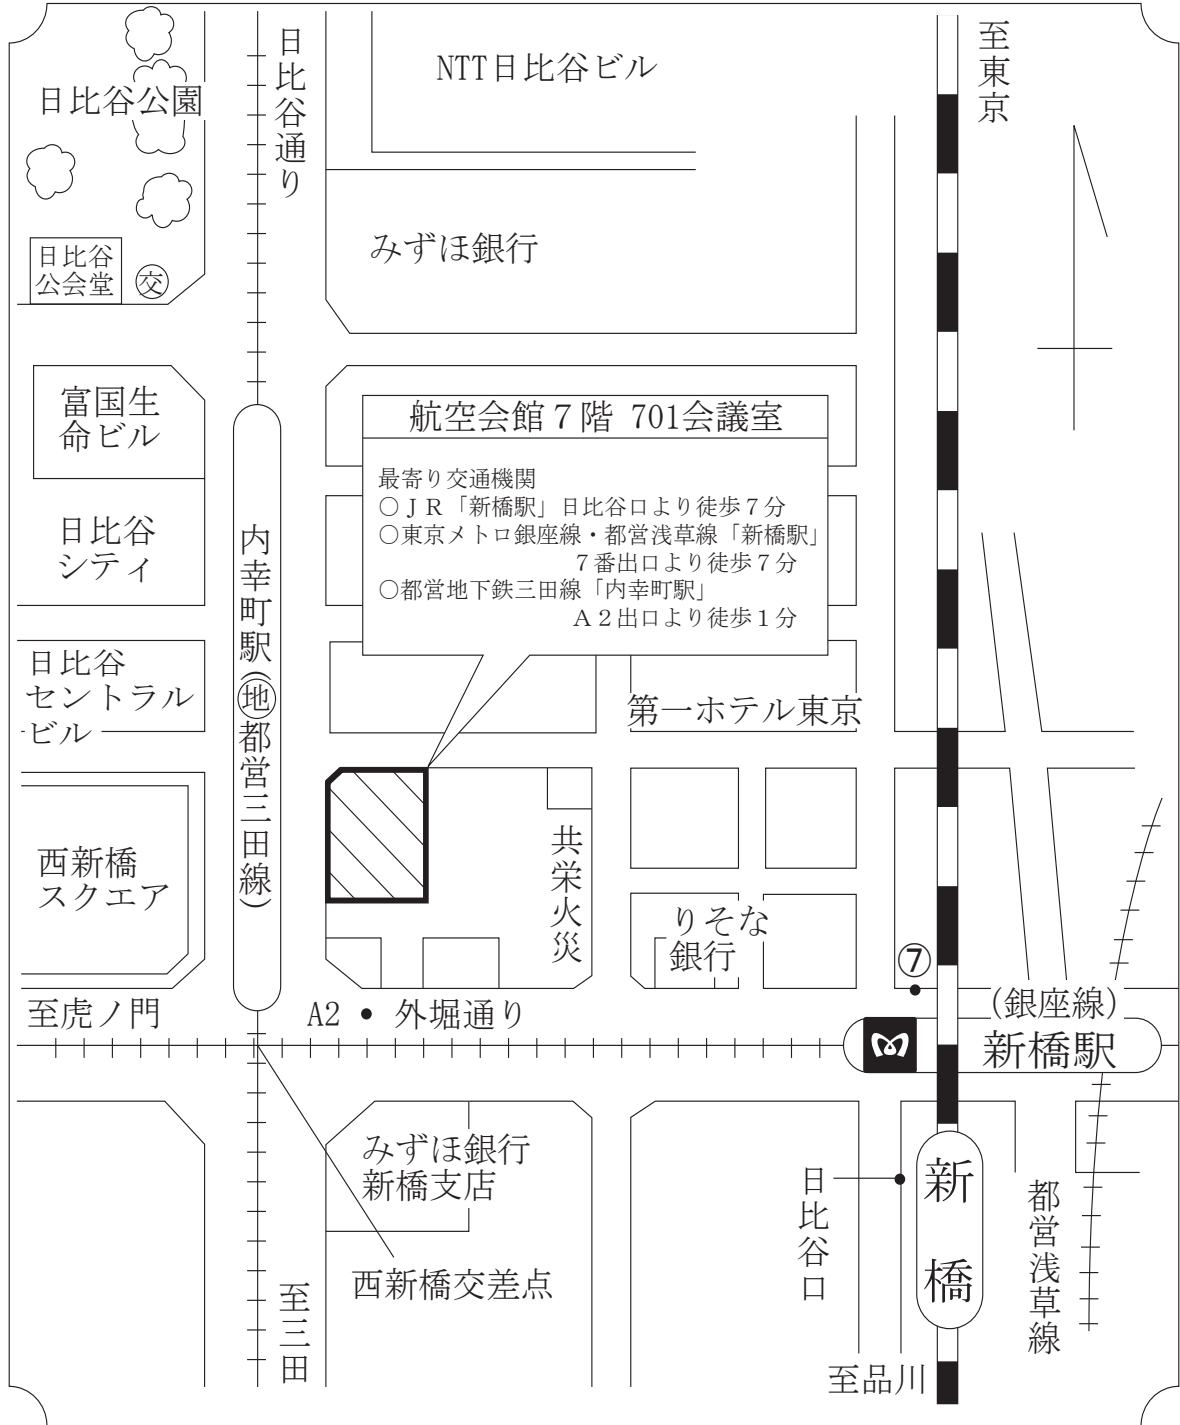 至東京
日比谷通り
NTT日比谷ビル
日比谷公園
みずほ銀行
日比谷
公会堂
交
富国生
命ビル
航空会館７階 701会議室
最寄り交通機関
○ＪＲ「新橋駅」日比谷口より徒歩７分
○東京メトロ銀座線・都営浅草線「新橋駅」
７番出口より徒歩７分
○都営地下鉄三田線「内幸町駅」
Ａ２出口より徒歩１分
日比谷
シティ
内幸町駅(地都営三田線)
日比谷
セントラル
ビル
第一ホテル東京
西新橋
スクエア
共栄火災
りそな
銀行
⑦
至虎ノ門
A2 • 外堀通り
(銀座線)
新橋駅
みずほ銀行
新橋支店
西新橋交差点
至三田
日比谷口
新橋
都営浅草線
至品川